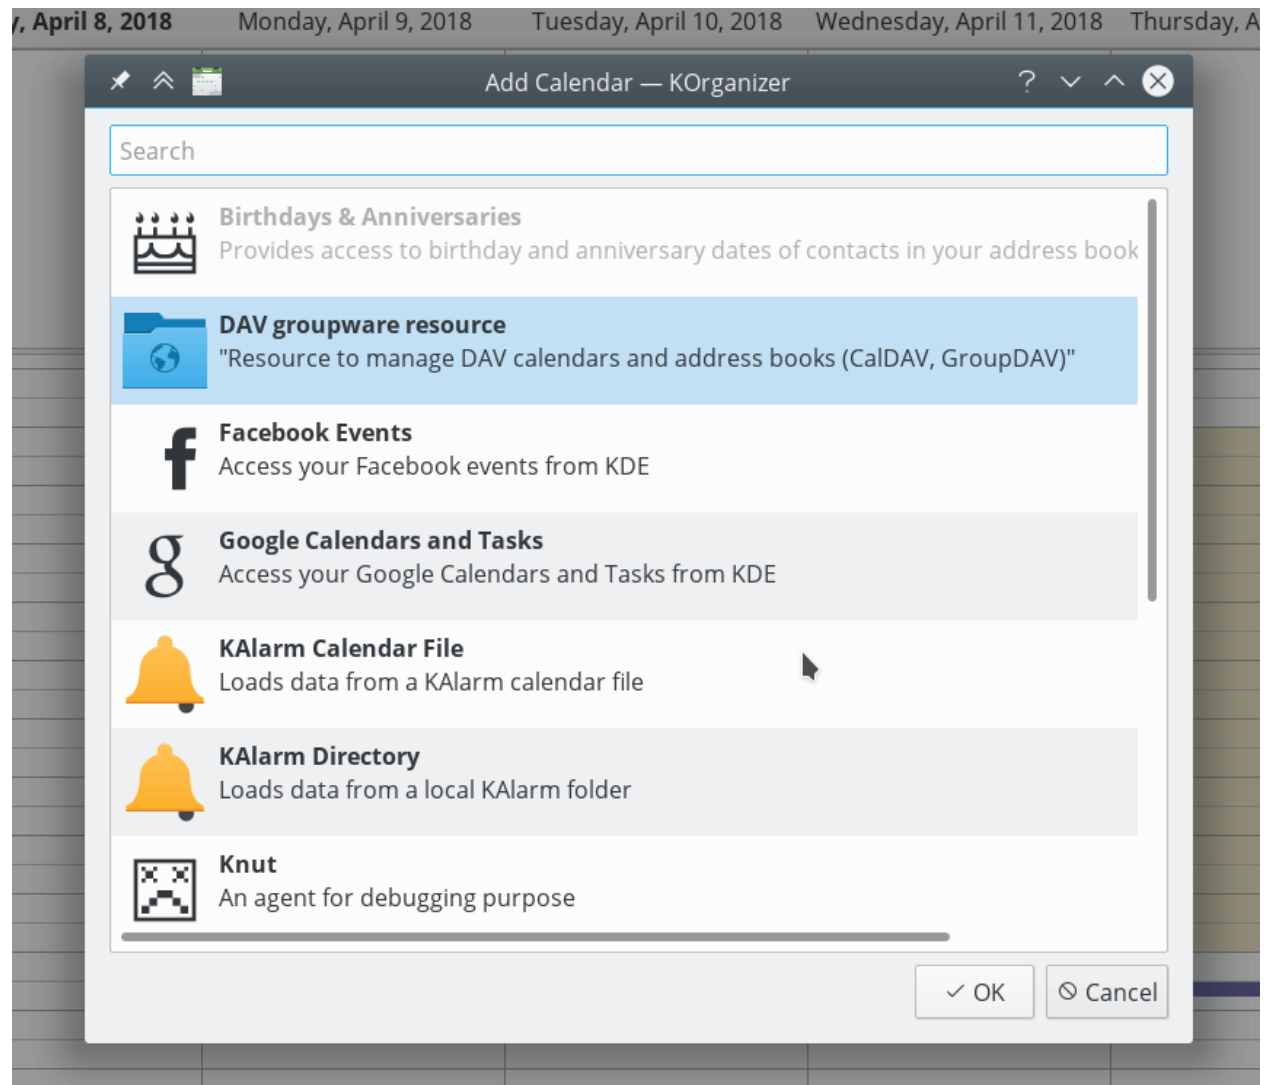 y, April 8, 2018 Monday, April 9, 2018 Tuesday, April 10, 2018 Wednesday, April 11, 2018 Thursday, A
Add Calendar — KOrganizer
Search
Birthdays & Anniversaries
Provides access to birthday and anniversary dates of contacts in your address book
DAV groupware resource
"Resource to manage DAV calendars and address books (CalDAV, GroupDAV)"
Facebook Events
Access your Facebook events from KDE
Google Calendars and Tasks
Access your Google Calendars and Tasks from KDE
KAlarm Calendar File
Loads data from a KAlarm calendar file
KAlarm Directory
Loads data from a local KAlarm folder
Knut
An agent for debugging purpose
OK Cancel